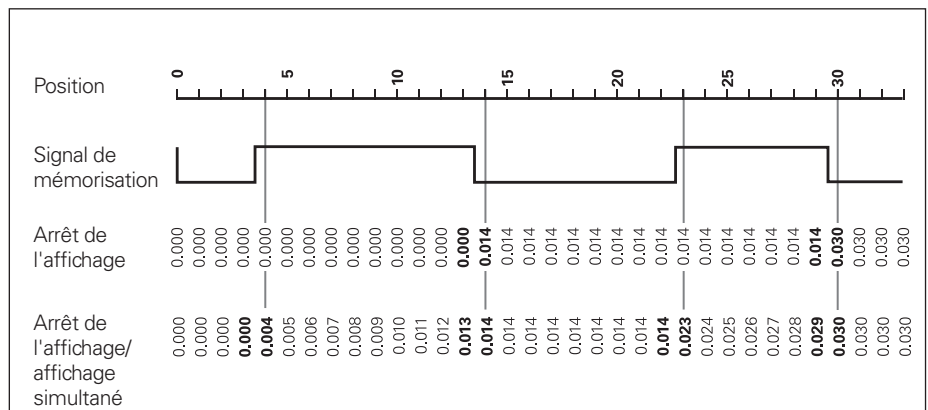 Position 0 5 10 15 20 25 30
Signal de
mémorisation
Arrêt de
l'affichage
0.000 0.000 0.000 0.000 0.000 0.000 0.000 0.000 0.000 0.000 0.000 0.000 0.000 0.000 0.014 0.014 0.014 0.014 0.014 0.014 0.014 0.014 0.014 0.014 0.014 0.014 0.014 0.014 0.014 0.014 0.030 0.030 0.030 0.030
Arrêt de
l'affichage/
affichage
simultané
0.000 0.000 0.000 0.000 0.004 0.005 0.006 0.007 0.008 0.009 0.010 0.011 0.012 0.013 0.014 0.014 0.014 0.014 0.014 0.014 0.014 0.014 0.014 0.023 0.024 0.025 0.026 0.027 0.028 0.029 0.030 0.030 0.030 0.030